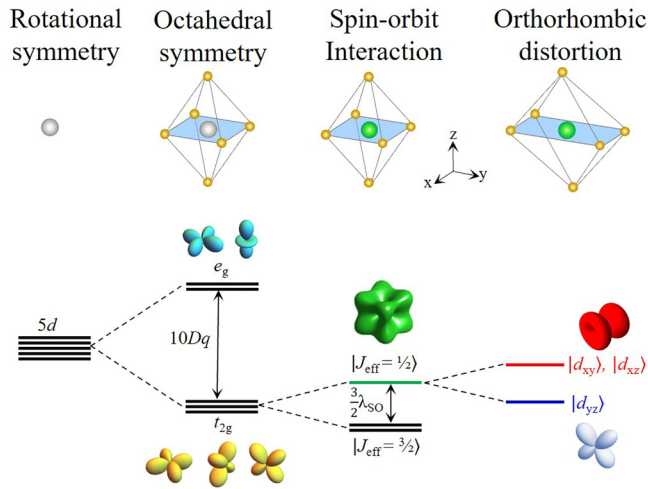 Rotational
symmetry
Octahedral
symmetry
Spin-orbit
Interaction
Orthorhombic
distortion
z
x
y
e_g
5d
10Dq
t_2g
|J_eff = ½⟩
3/2 λ_SO
|J_eff = 3⁄2⟩
|d_xy⟩, |d_xz⟩
|d_yz⟩